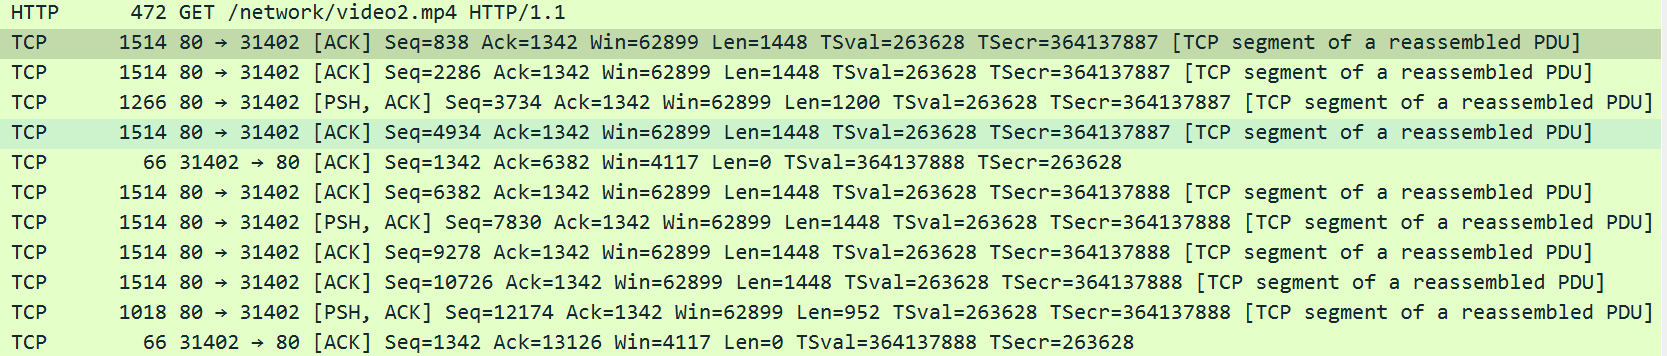 HTTP 472 GET /network/video2.mp4 HTTP/1.1
TCP 1514 80 → 31402 [ACK] Seq=838 Ack=1342 Win=62899 Len=1448 TSval=263628 TSecr=364137887 [TCP segment of a reassembled PDU]
TCP 1514 80 → 31402 [ACK] Seq=2286 Ack=1342 Win=62899 Len=1448 TSval=263628 TSecr=364137887 [TCP segment of a reassembled PDU]
TCP 1266 80 → 31402 [PSH, ACK] Seq=3734 Ack=1342 Win=62899 Len=1200 TSval=263628 TSecr=364137887 [TCP segment of a reassembled PDU]
TCP 1514 80 → 31402 [ACK] Seq=4934 Ack=1342 Win=62899 Len=1448 TSval=263628 TSecr=364137887 [TCP segment of a reassembled PDU]
TCP 66 31402 → 80 [ACK] Seq=1342 Ack=6382 Win=4117 Len=0 TSval=364137888 TSecr=263628
TCP 1514 80 → 31402 [ACK] Seq=6382 Ack=1342 Win=62899 Len=1448 TSval=263628 TSecr=364137888 [TCP segment of a reassembled PDU]
TCP 1514 80 → 31402 [PSH, ACK] Seq=7830 Ack=1342 Win=62899 Len=1448 TSval=263628 TSecr=364137888 [TCP segment of a reassembled PDU]
TCP 1514 80 → 31402 [ACK] Seq=9278 Ack=1342 Win=62899 Len=1448 TSval=263628 TSecr=364137888 [TCP segment of a reassembled PDU]
TCP 1514 80 → 31402 [ACK] Seq=10726 Ack=1342 Win=62899 Len=1448 TSval=263628 TSecr=364137888 [TCP segment of a reassembled PDU]
TCP 1018 80 → 31402 [PSH, ACK] Seq=12174 Ack=1342 Win=62899 Len=952 TSval=263628 TSecr=364137888 [TCP segment of a reassembled PDU]
TCP 66 31402 → 80 [ACK] Seq=1342 Ack=13126 Win=4117 Len=0 TSval=364137888 TSecr=263628